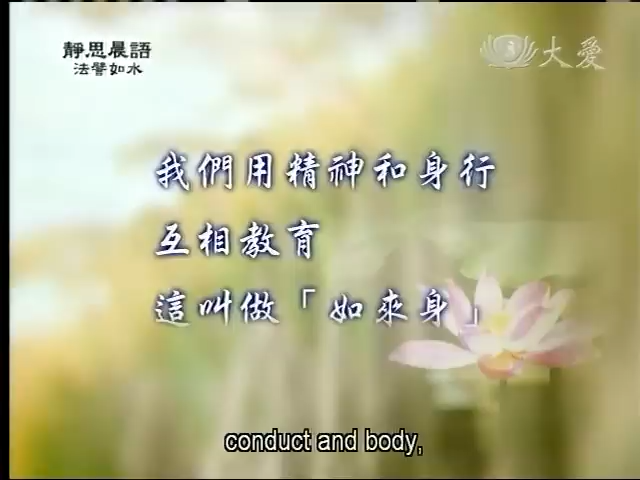 靜思晨語
法譬如水
大愛
我們用精神和身行
互相教育
這叫做「如來身」
conduct and body,